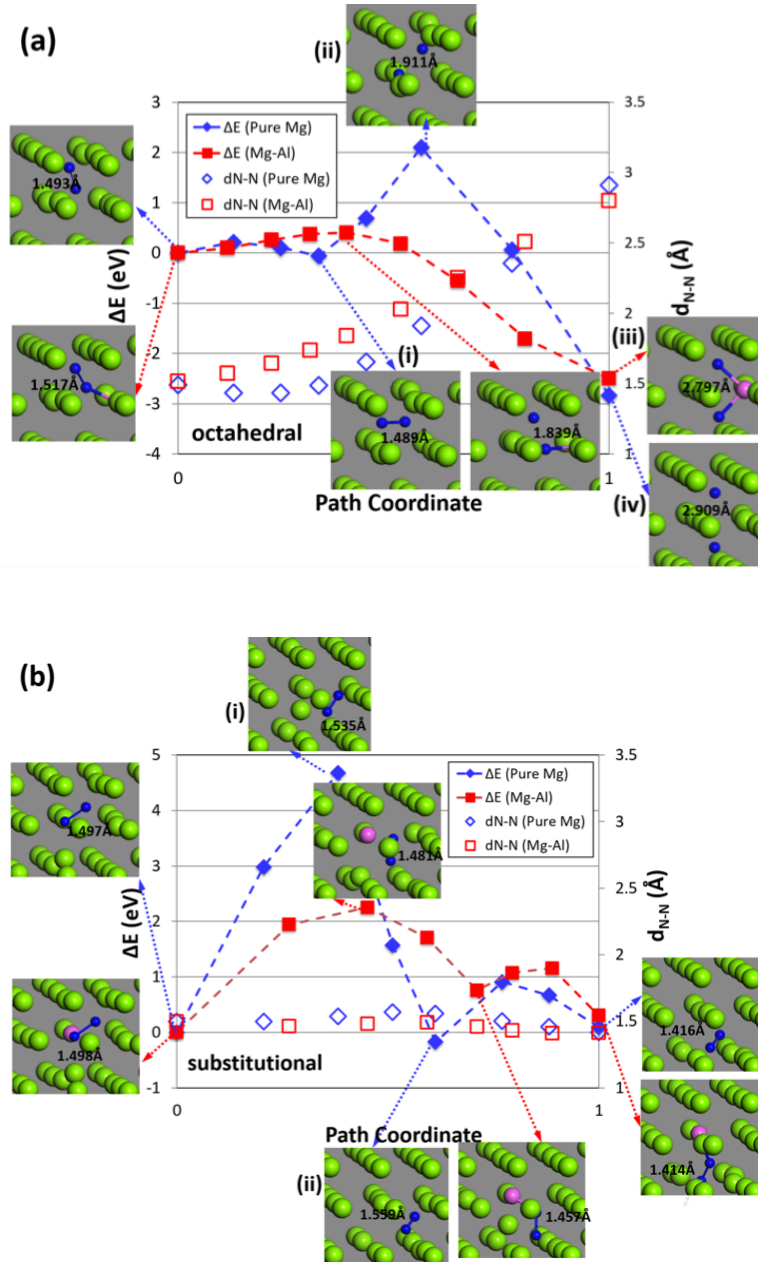 (a)
(ii)
1.911Å
3
3.5
ΔE (Pure Mg)
ΔE (Mg-Al)
dN-N (Pure Mg)
dN-N (Mg-Al)
1.493Å
2
3
1
0
2.5
ΔE (eV)
d_{N-N} (Å)
-1
2
(i)
(iii)
1.517Å
-2
1.5
2.797Å
-3
1.489Å
1.839Å
octahedral
-4
1
0
1
Path Coordinate
(iv)
2.909Å
(b)
(i)
1.535Å
5
3.5
ΔE (Pure Mg)
ΔE (Mg-Al)
dN-N (Pure Mg)
dN-N (Mg-Al)
1.497Å
4
3
1.481Å
3
2.5
ΔE (eV)
d_{N-N} (Å)
2
2
1
1.498Å
0
1.5
1.416Å
substitutional
-1
1
0
1
Path Coordinate
1.414Å
(ii)
1.559Å
1.457Å